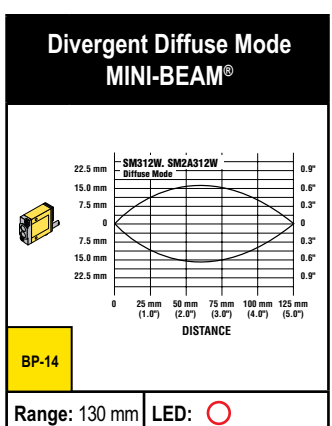 Divergent Diffuse Mode
MINI-BEAM®
SM312W. SM2A312W
Diffuse Mode
22.5 mm
15.0 mm
7.5 mm
0
7.5 mm
15.0 mm
22.5 mm
0.9"
0.6"
0.3"
0
0.3"
0.6"
0.9"
0 25 mm 50 mm 75 mm 100 mm 125 mm
(1.0") (2.0") (3.0") (4.0") (5.0")
DISTANCE
BP-14
Range: 130 mm LED: